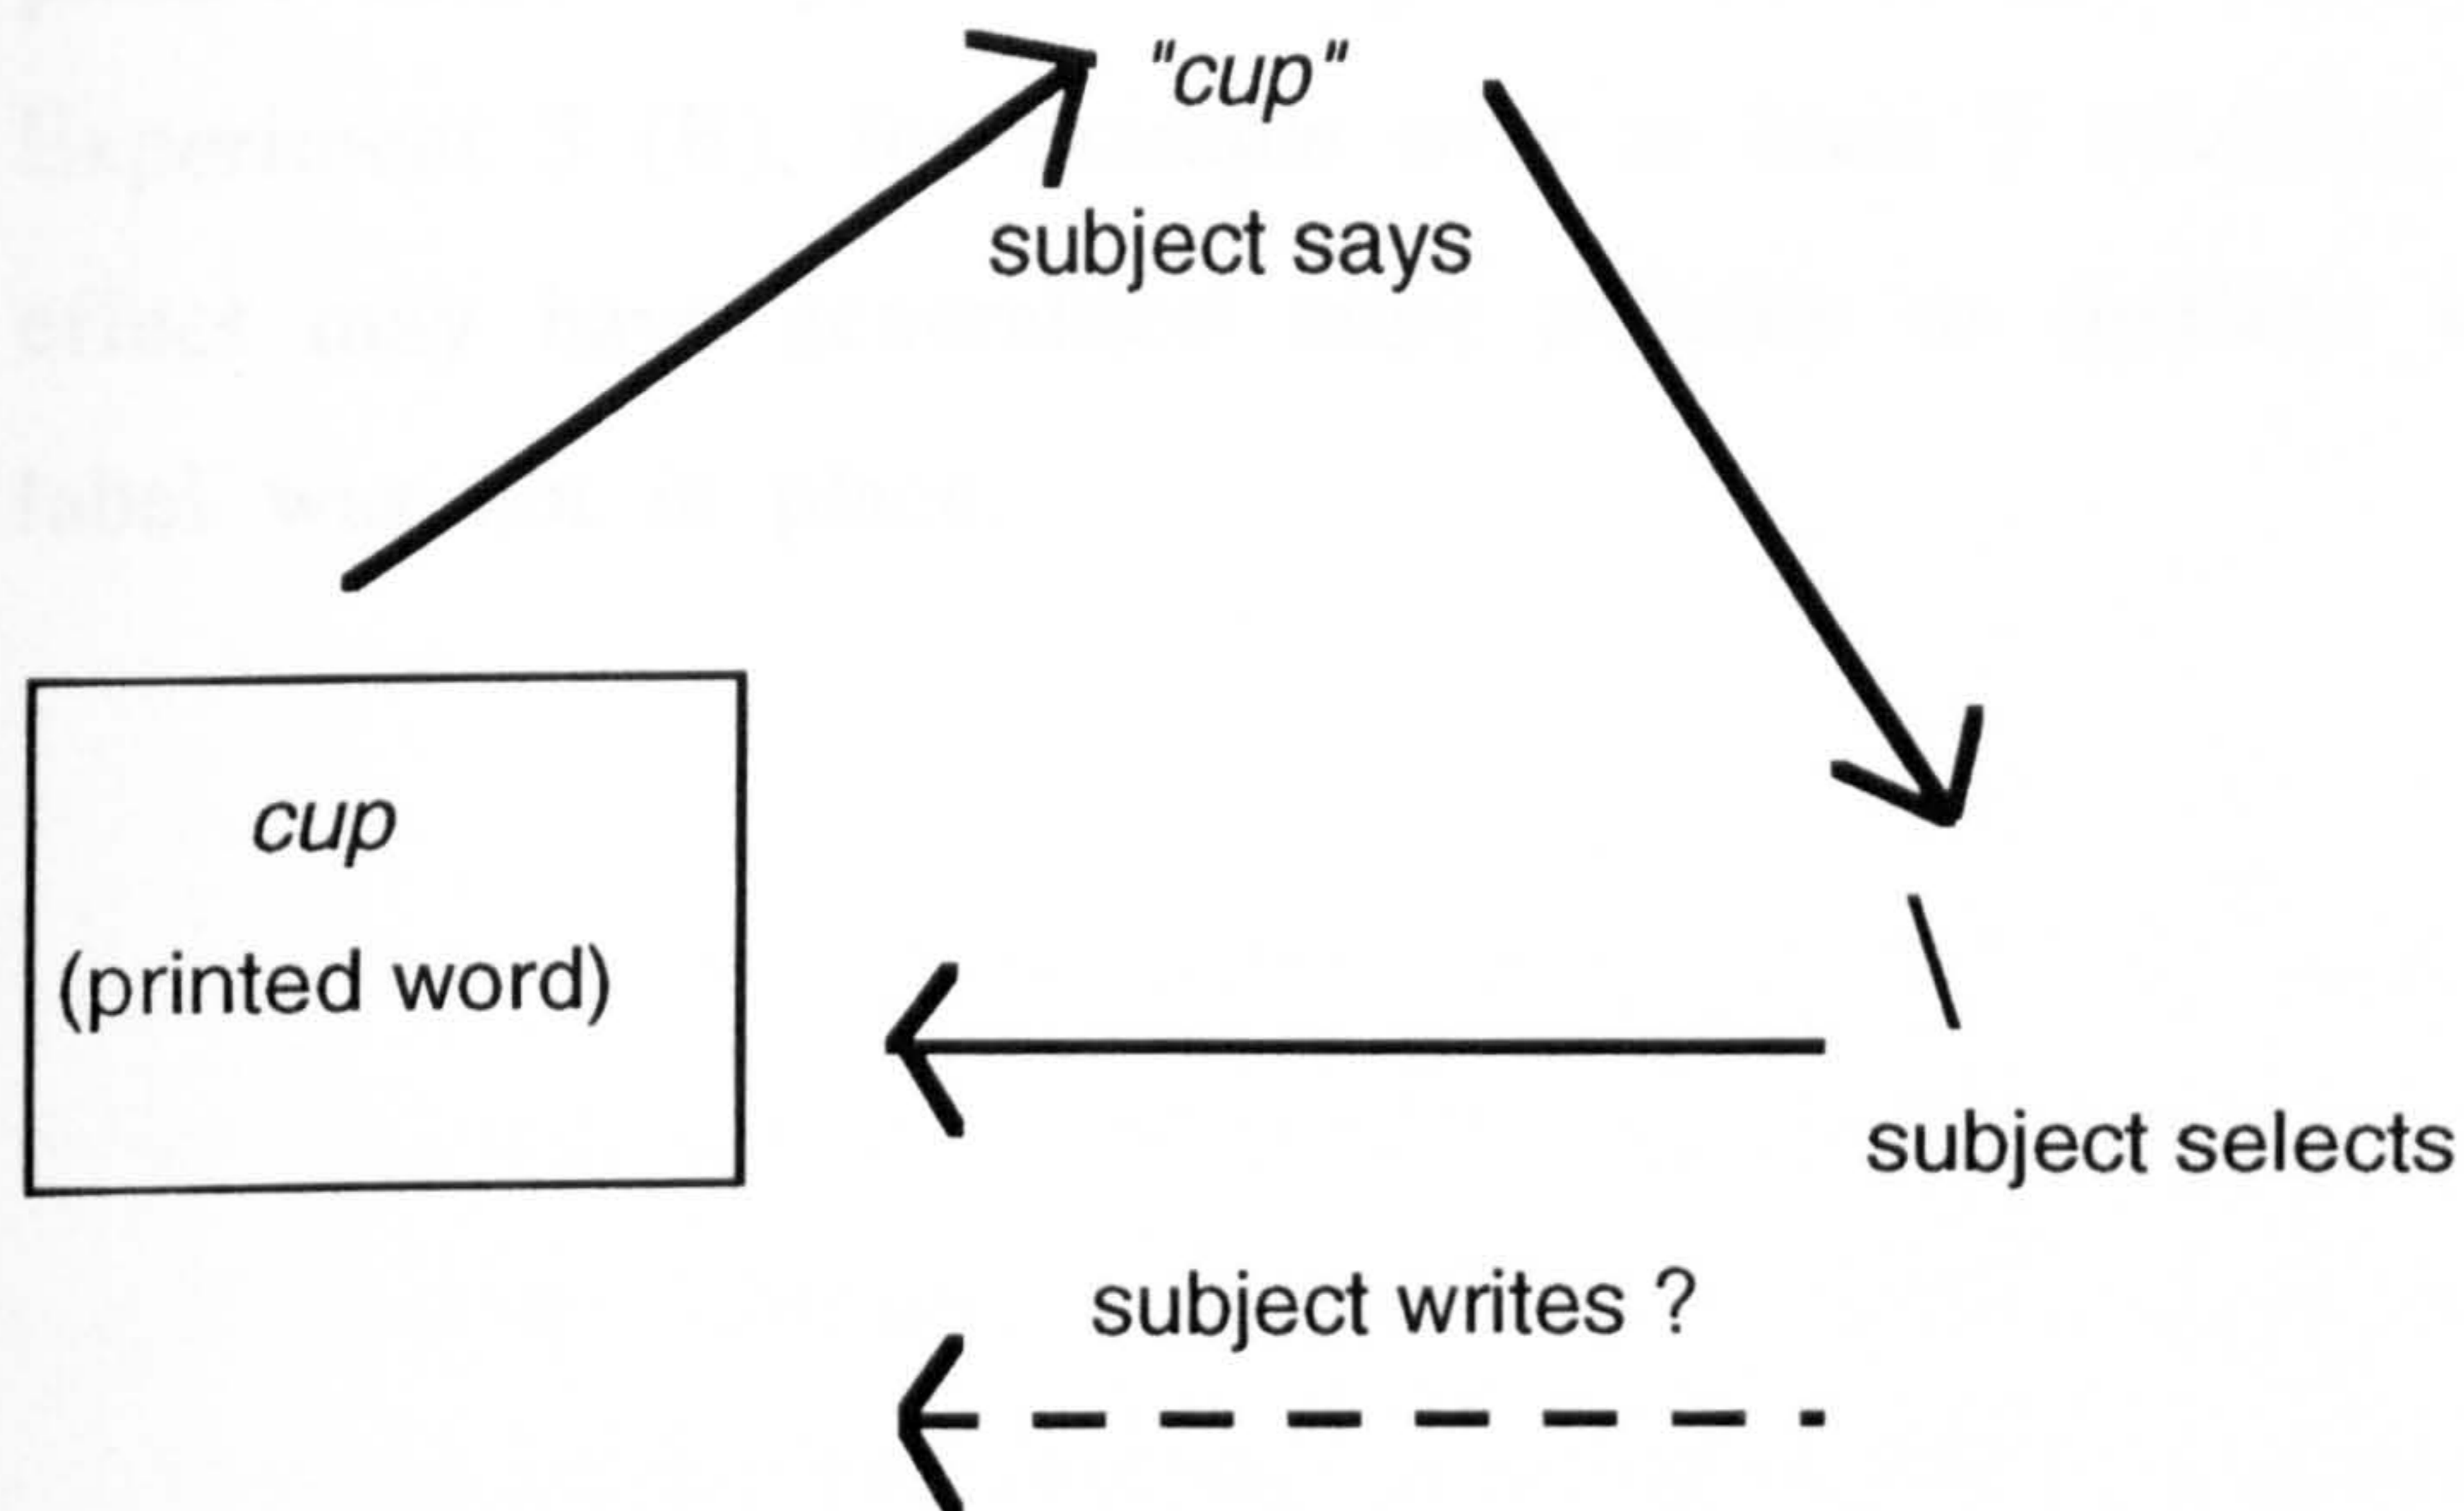 "cup"
subject says
cup
(printed word)
subject selects
subject writes ?